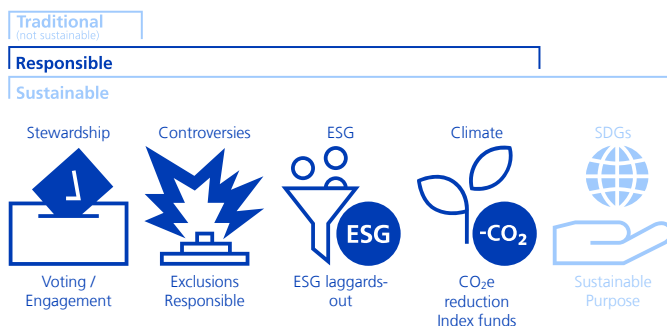 Traditional
(not sustainable)
Responsible
Sustainable
Stewardship
Controversies
ESG
Climate
SDGs
ESG
-CO₂
Voting /
Engagement
Exclusions
Responsible
ESG laggards-
out
CO₂e
reduction
Index funds
Sustainable
Purpose